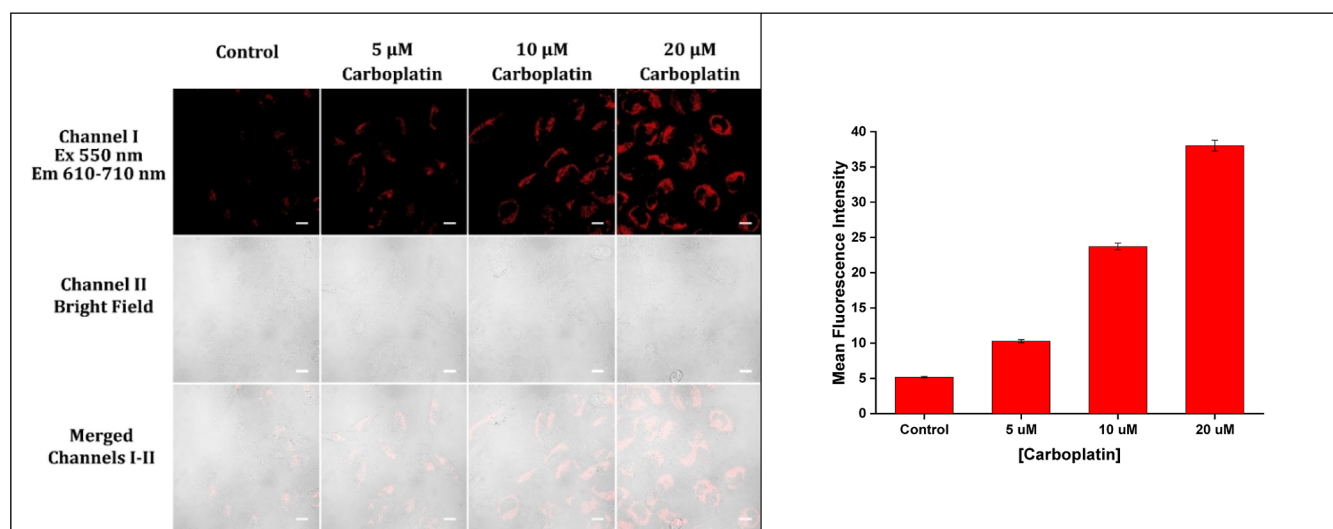 Control
5 μM
Carboplatin
10 μM
Carboplatin
20 μM
Carboplatin
Channel I
Ex 550 nm
Em 610-710 nm
Channel II
Bright Field
Merged
Channels I-II
Mean Fluorescence Intensity
40
35
30
25
20
15
10
5
0
Control
5 uM
10 uM
20 uM
[Carboplatin]